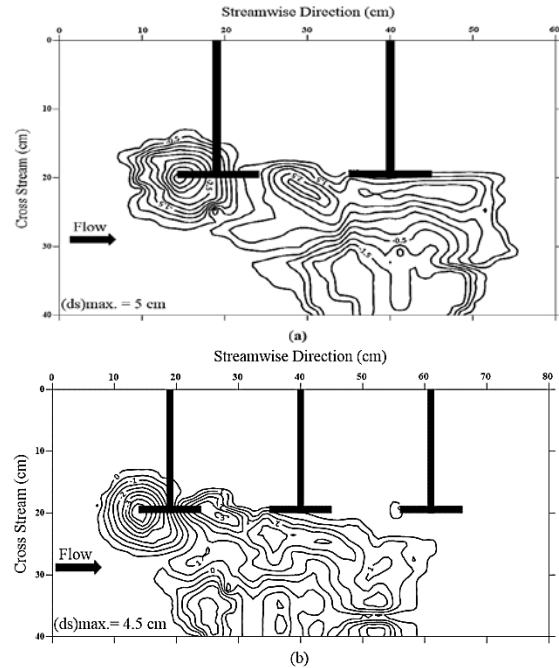 Streamwise Direction (cm)
0 10 20 30 40 50 60
0
10
20
30
40
Cross Stream (cm)
-0.5
Flow
-0.5
(ds)max. = 5 cm
(a)
Streamwise Direction (cm)
0 10 20 30 40 50 60 70 80
0
10
20
30
40
Cross Stream (cm)
Flow
(ds)max.= 4.5 cm
(b)